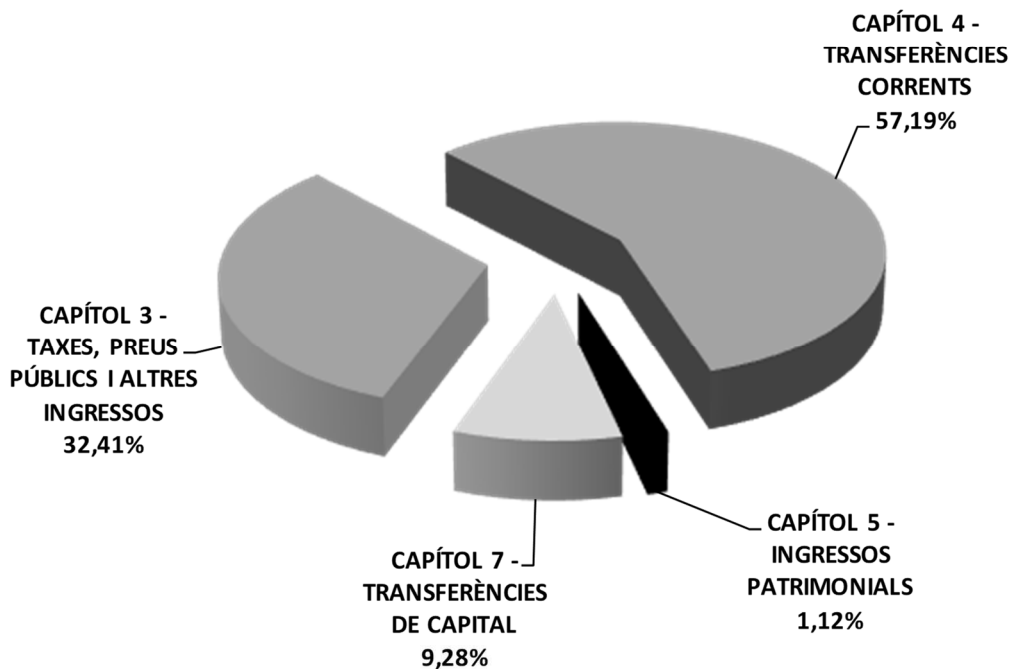 CAPÍTOL 4 -
TRANSFERÈNCIES
CORRENTS
57,19%
CAPÍTOL 3 -
TAXES, PREUS
PÚBLICS I ALTRES
INGRESSOS
32,41%
CAPÍTOL 7 -
TRANSFERÈNCIES
DE CAPITAL
9,28%
CAPÍTOL 5 -
INGRESSOS
PATRIMONIALS
1,12%